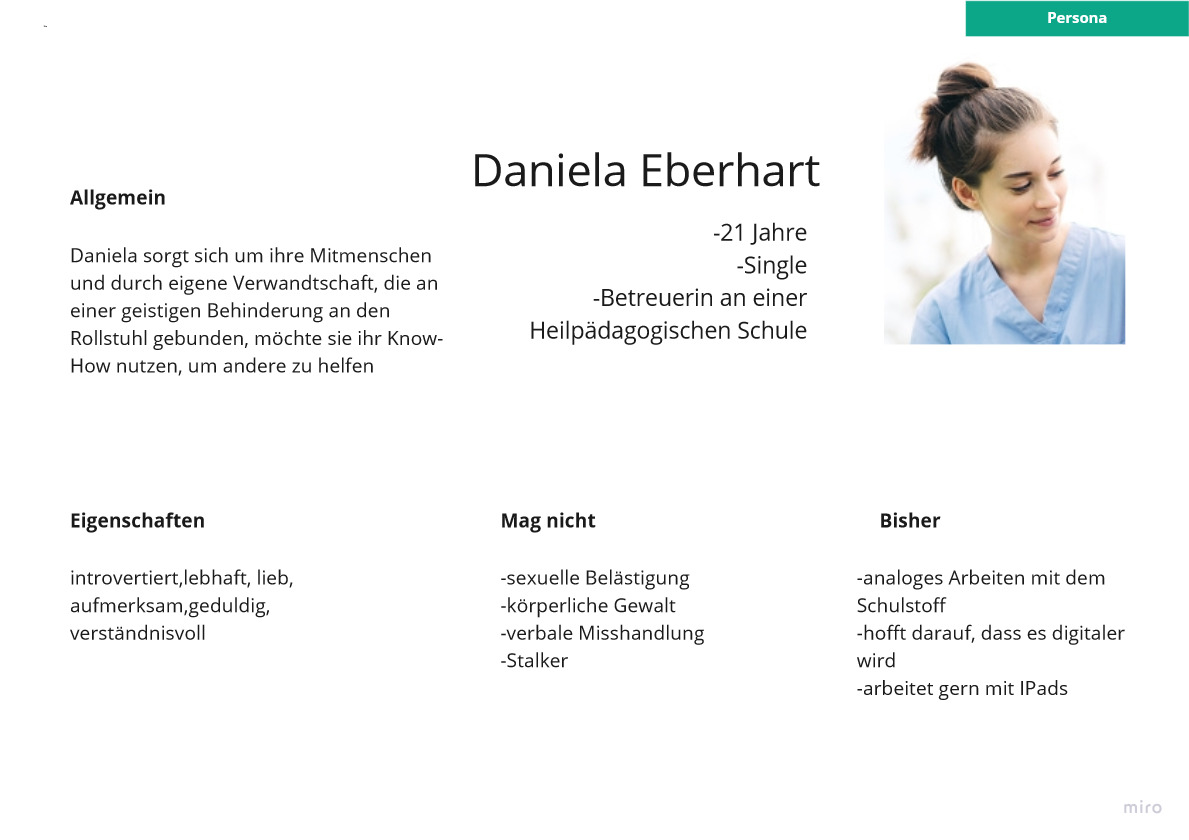 Persona
Daniela Eberhart
-21 Jahre
-Single
-Betreuerin an einer
Heilpädagogischen Schule
Allgemein
Daniela sorgt sich um ihre Mitmenschen
und durch eigene Verwandtschaft, die an
einer geistigen Behinderung an den
Rollstuhl gebunden, möchte sie ihr Know-
How nutzen, um andere zu helfen
Eigenschaften
introvertiert,lebhaft, lieb,
aufmerksam,geduldig,
verständnisvoll
Mag nicht
-sexuelle Belästigung
-körperliche Gewalt
-verbale Misshandlung
-Stalker
Bisher
-analoges Arbeiten mit dem
Schulstoff
-hofft darauf, dass es digitaler
wird
-arbeitet gern mit IPads
miro